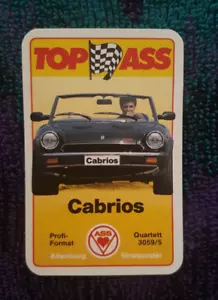 TOP ASS
Cabrios
Cabrios
Profi-
Format
Quartett
3059/5
ASS
Altenburg
Stralsunder